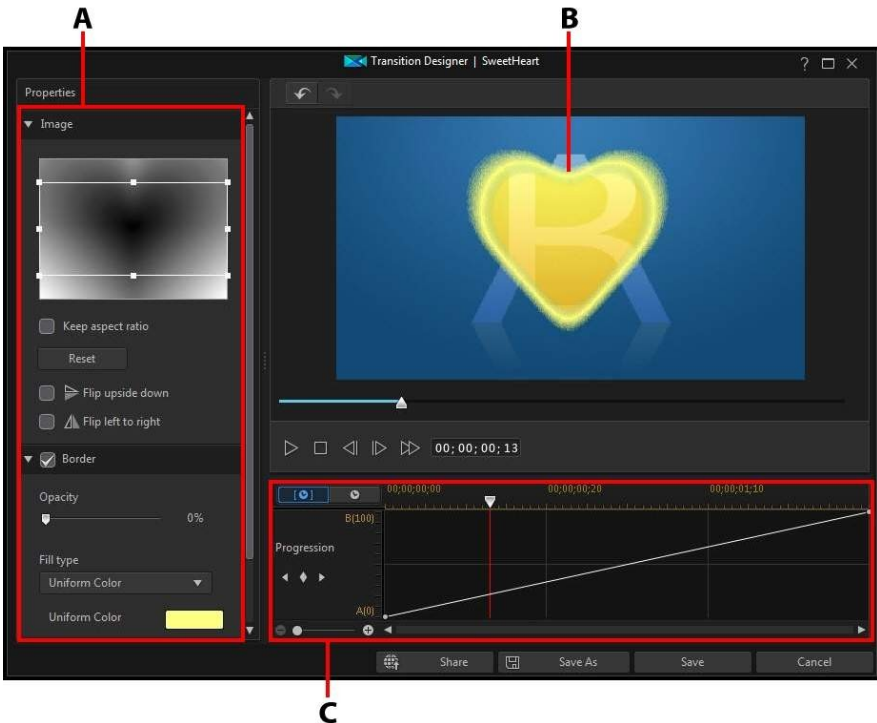 A
B
Transition Designer | SweetHeart
?
Properties
Image
Keep aspect ratio
Reset
Flip upside down
Flip left to right
Border
Opacity
0%
Fill type
Uniform Color
Uniform Color
A
B
00;00;00;13
00;00;00;00
00;00;00;20
00;00;01;10
B(100)
Progression
A(0)
Share
Save As
Save
Cancel
C